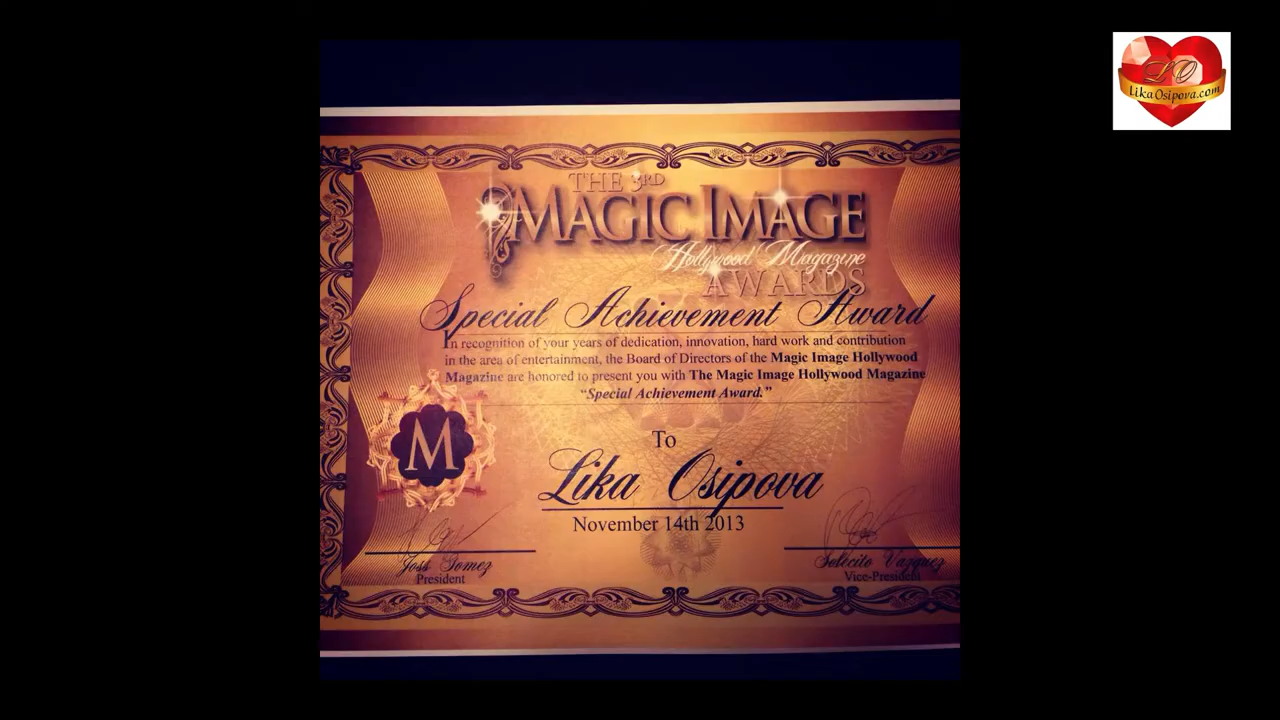 L O
LikaOsipova.com
THE 3RD
MAGIC IMAGE
Hollywood Magazine
AWARDS
Special Achievement Award
In recognition of your years of dedication, innovation, hard work and contribution
in the area of entertainment, the Board of Directors of the Magic Image Hollywood
Magazine are honored to present you with The Magic Image Hollywood Magazine
“Special Achievement Award.”
M
To
Lika Osipova
November 14th 2013
Joss Gomez
President
Solicito Vazquez
Vice-President